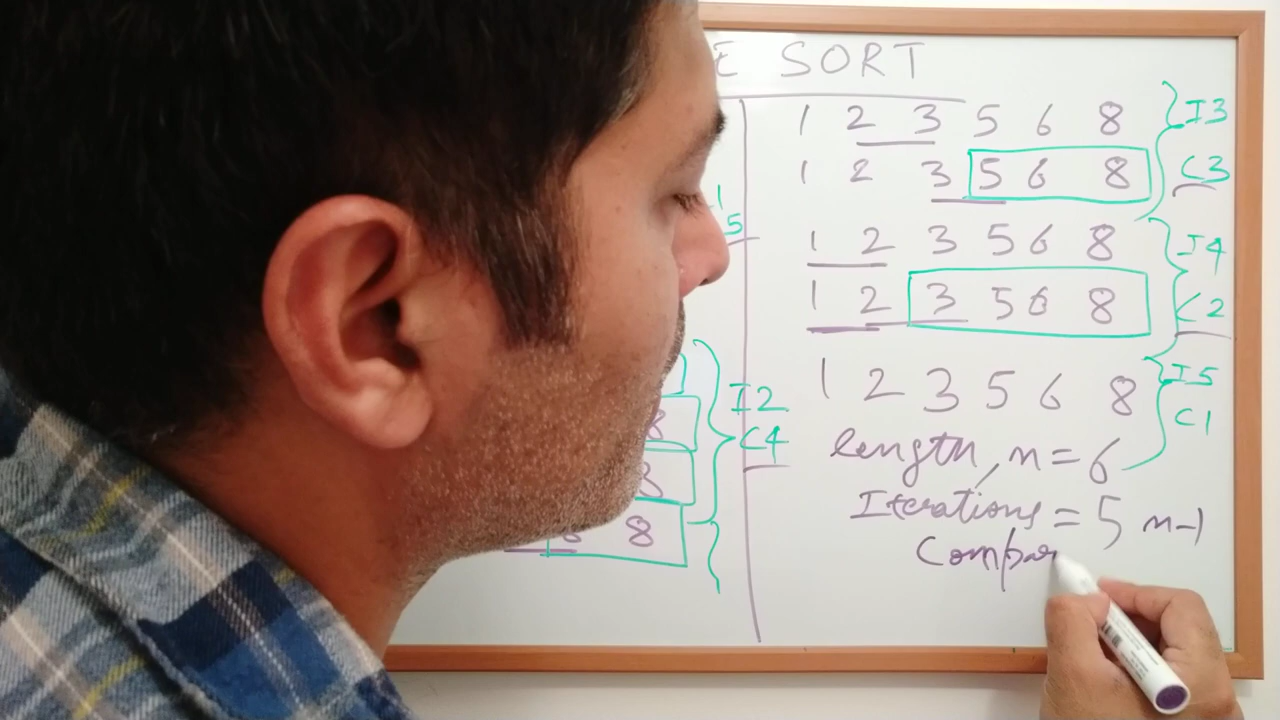 E SORT
1 2 3 5 6 8 I3
1 2 3 5 6 8 C3
5
1 2 3 5 6 8 I4
1 2 3 5 6 8 C2
1 2 3 5 6 8 I5
C1
I2
8 C4
length, n = 6
8
Iterations = 5 n-1
8
Compar